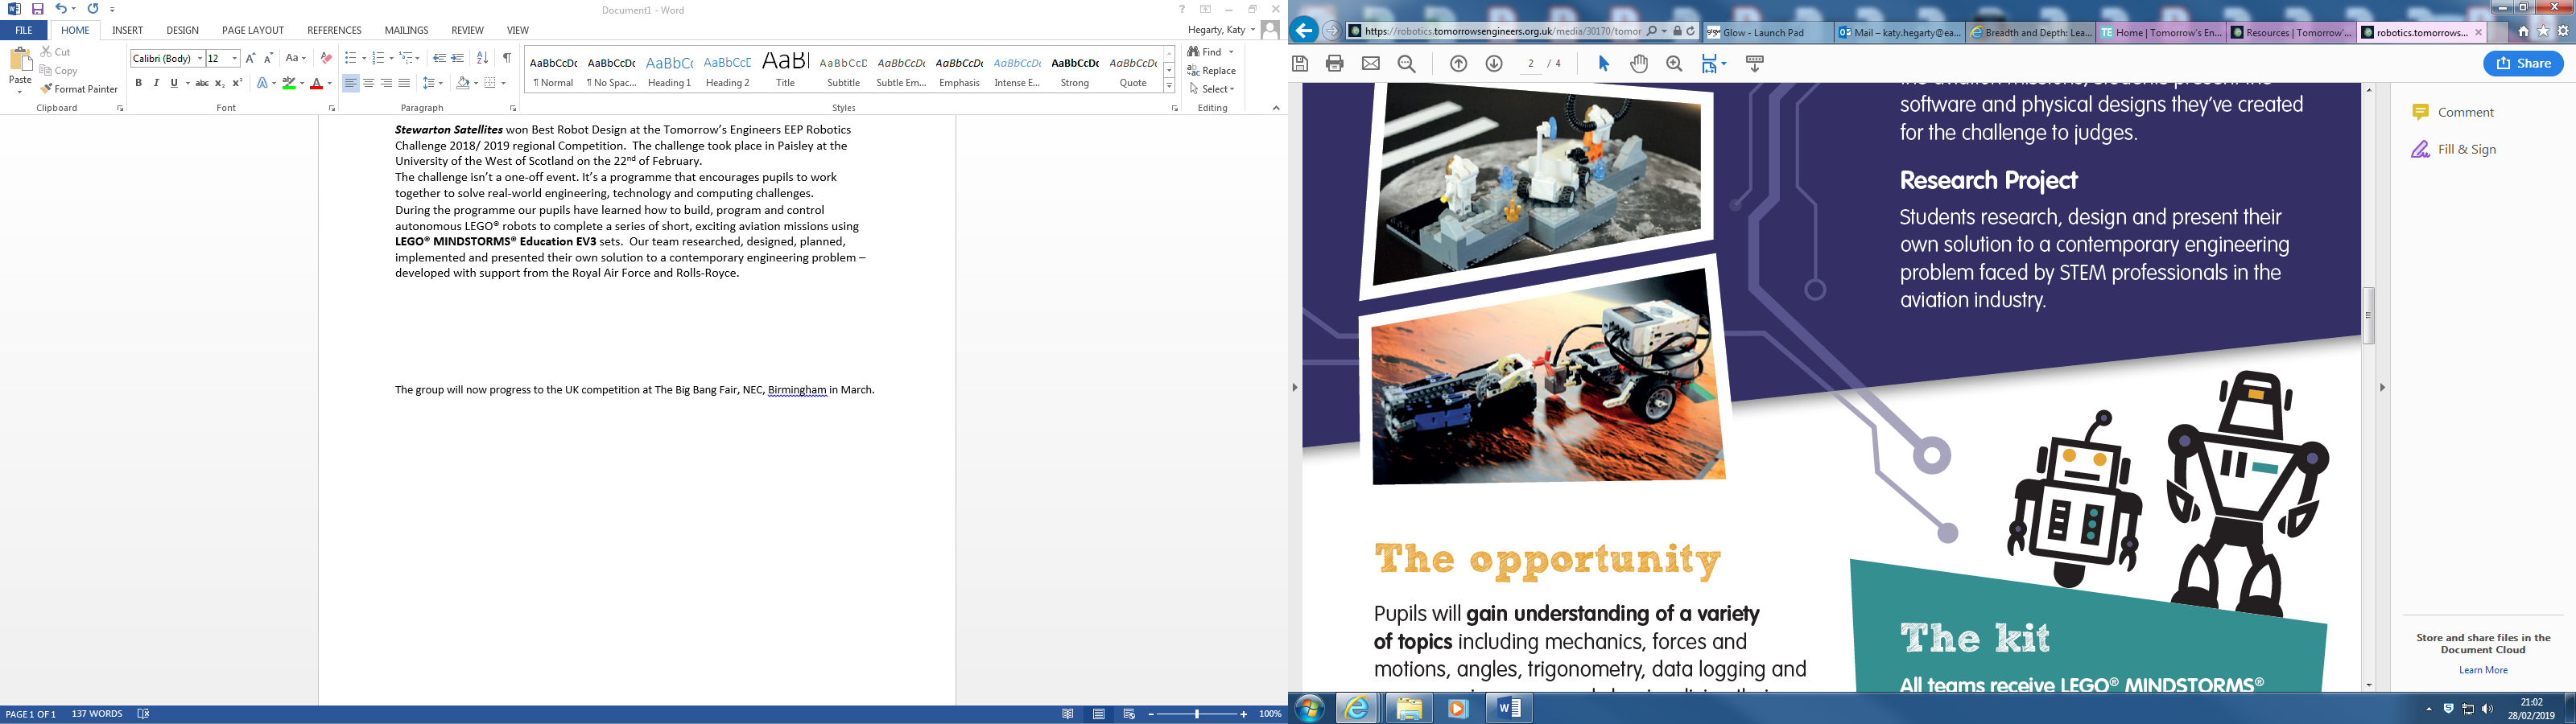 Document1 - Word
Hegarty, Katy
FILE HOME INSERT DESIGN PAGE LAYOUT REFERENCES MAILINGS REVIEW VIEW
Paste
Cut
Copy
Format Painter
Clipboard
Calibri (Body) 12
Font
Paragraph
AaBbCcDc AaBbCcDc AaBbCc AaBbCcD AaBl AaBbCcD AaBbCcDc AaBbCcDc AaBbCcDc AaBbCcDc AaBbCcDc
¶ Normal ¶ No Spac... Heading 1 Heading 2 Title Subtitle Subtle Em... Emphasis Intense E... Strong Quote
Styles
Find
Replace
Select
Editing
Stewarton Satellites won Best Robot Design at the Tomorrow’s Engineers EEP Robotics
Challenge 2018/ 2019 regional Competition. The challenge took place in Paisley at the
University of the West of Scotland on the 22nd of February.
The challenge isn’t a one-off event. It’s a programme that encourages pupils to work
together to solve real-world engineering, technology and computing challenges.
During the programme our pupils have learned how to build, program and control
autonomous LEGO® robots to complete a series of short, exciting aviation missions using
LEGO® MINDSTORMS® Education EV3 sets. Our team researched, designed, planned,
implemented and presented their own solution to a contemporary engineering problem –
developed with support from the Royal Air Force and Rolls-Royce.
The group will now progress to the UK competition at The Big Bang Fair, NEC, Birmingham in March.
PAGE 1 OF 1 137 WORDS
100%
https://robotics.tomorrowsengineers.org.uk/media/30170/tomor
Glow - Launch Pad
Mail – katy.hegarty@ea...
Breadth and Depth: Lea...
Home | Tomorrow's En...
Resources | Tomorrow'...
robotics.tomorrows...
2 / 4
Share
Comment
Fill & Sign
software and physical designs they’ve created
for the challenge to judges.
Research Project
Students research, design and present their
own solution to a contemporary engineering
problem faced by STEM professionals in the
aviation industry.
The opportunity
Pupils will gain understanding of a variety
of topics including mechanics, forces and
motions, angles, trigonometry, data logging and
The kit
All teams receive LEGO® MINDSTORMS®
Store and share files in the
Document Cloud
Learn More
21:02
28/02/2019